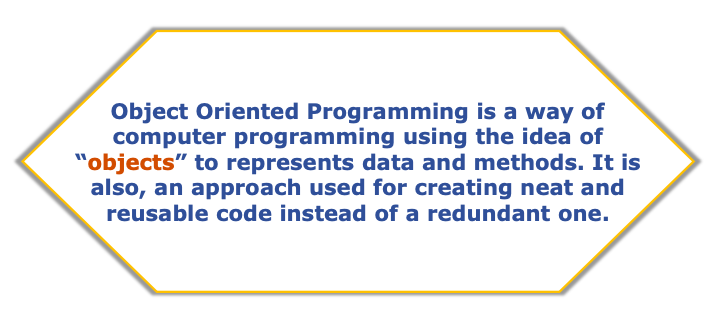 Object Oriented Programming is a way of
computer programming using the idea of
“objects” to represents data and methods. It is
also, an approach used for creating neat and
reusable code instead of a redundant one.